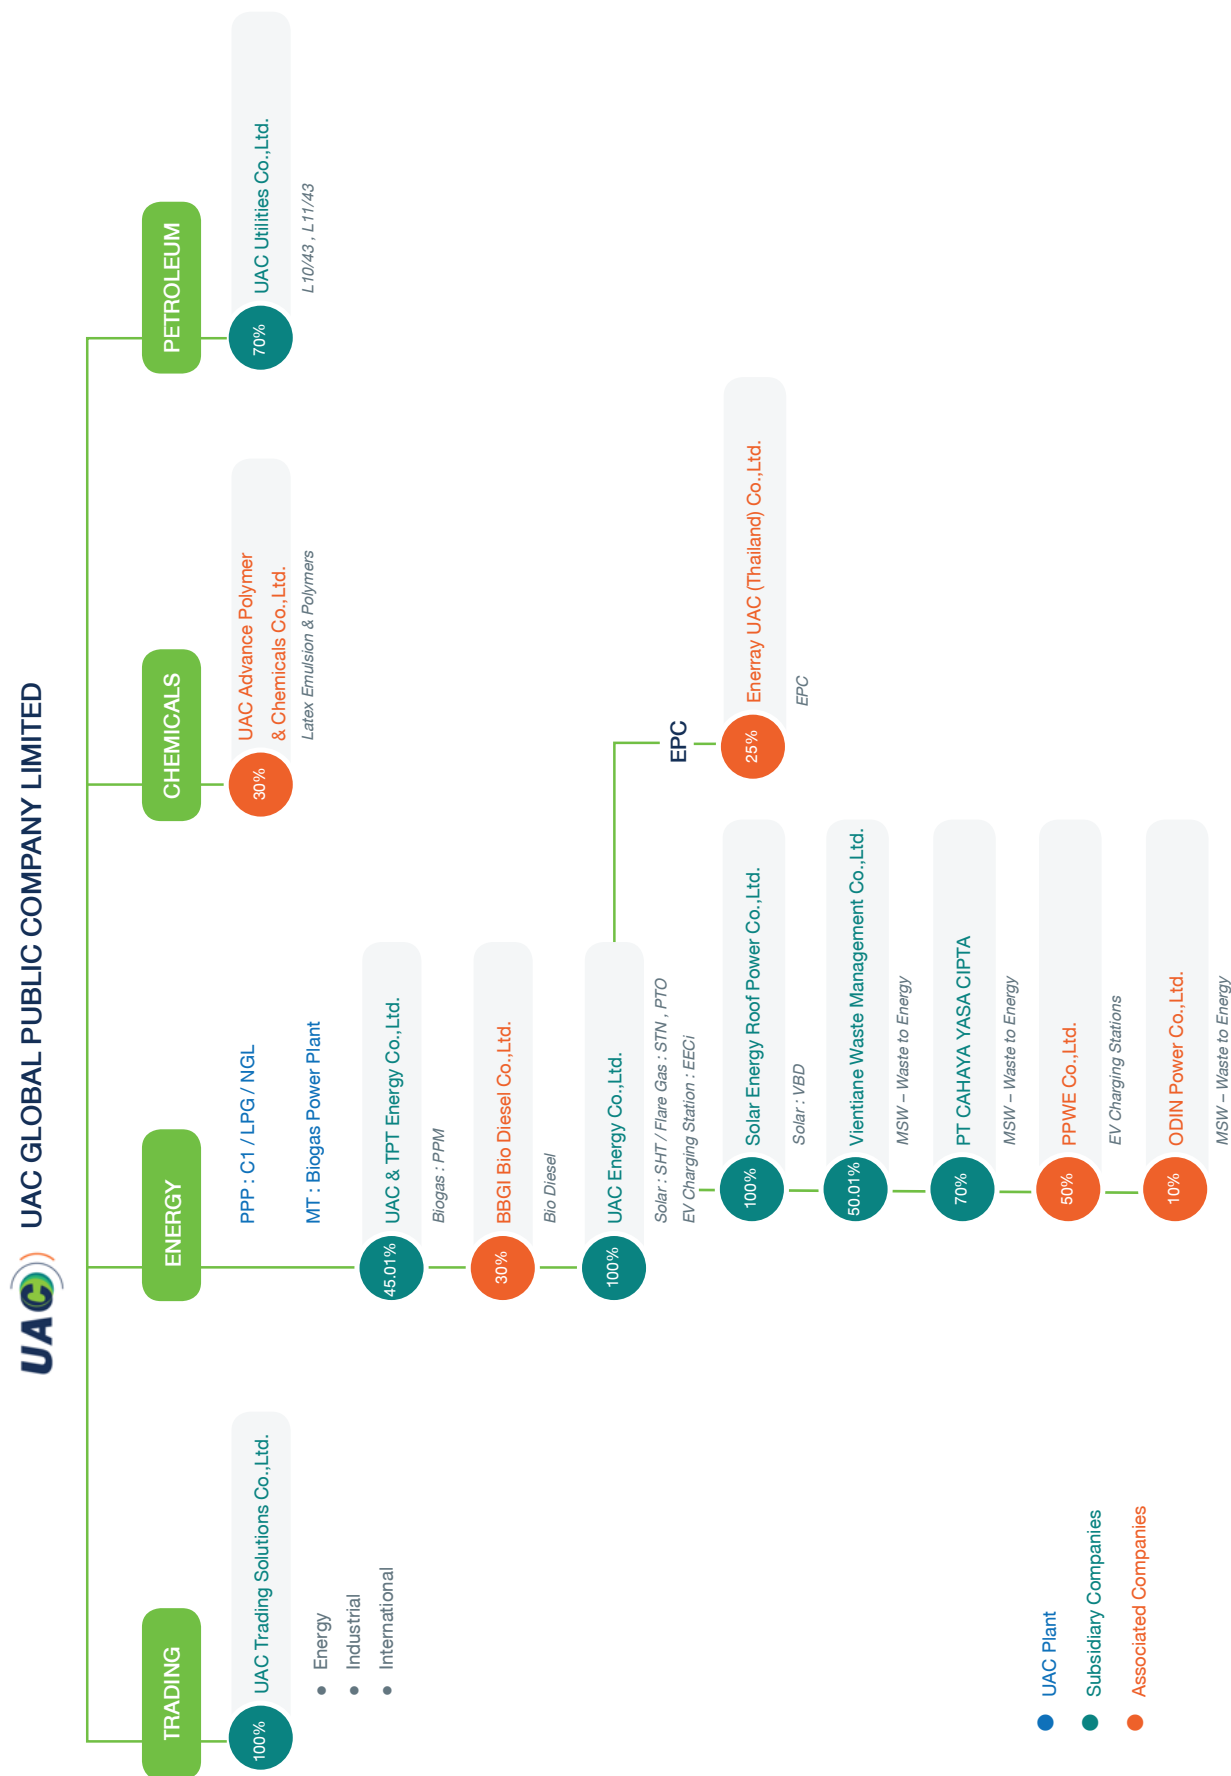 UAC
UAC GLOBAL PUBLIC COMPANY LIMITED
TRADING
100%
UAC Trading Solutions Co.,Ltd.
• Energy
• Industrial
• International
ENERGY
PPP : C1 / LPG / NGL
MT : Biogas Power Plant
45.01%
UAC & TPT Energy Co.,Ltd.
Biogas : PPM
30%
BBGI Bio Diesel Co.,Ltd.
Bio Diesel
100%
UAC Energy Co.,Ltd.
Solar : SHT / Flare Gas : STN , PTO
EV Charging Station : EECi
100%
Solar Energy Roof Power Co.,Ltd.
Solar : VBD
50.01%
Vientiane Waste Management Co.,Ltd.
MSW – Waste to Energy
70%
PT CAHAYA YASA CIPTA
MSW – Waste to Energy
50%
PPWE Co.,Ltd.
EV Charging Stations
10%
ODIN Power Co.,Ltd.
MSW – Waste to Energy
EPC
25%
Enerray UAC (Thailand) Co.,Ltd.
EPC
CHEMICALS
30%
UAC Advance Polymer
& Chemicals Co.,Ltd.
Latex Emulsion & Polymers
PETROLEUM
70%
UAC Utilities Co.,Ltd.
L10/43 , L11/43
UAC Plant
Subsidiary Companies
Associated Companies